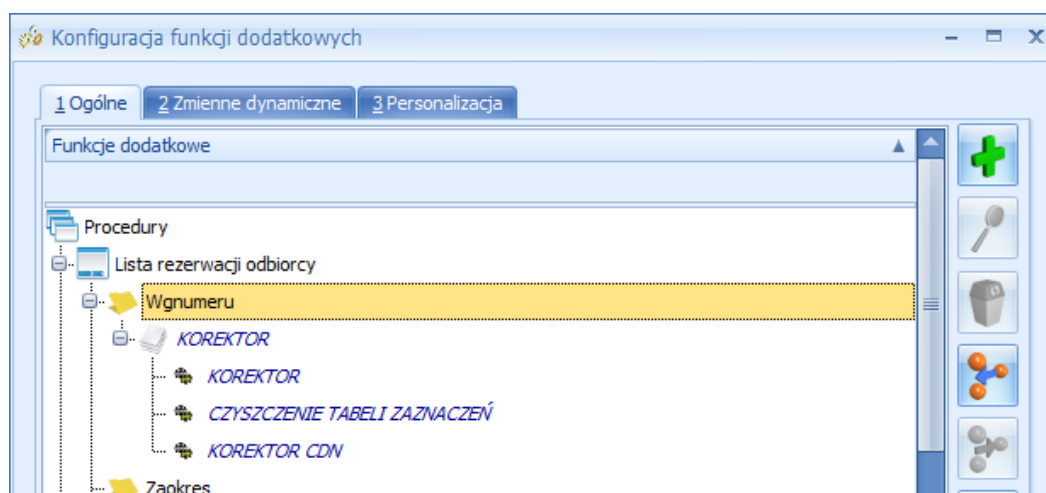 Konfiguracja funkcji dodatkowych
1 Ogólne 2 Zmienne dynamiczne 3 Personalizacja
Funkcje dodatkowe
Procedury
Lista rezerwacji odbiorcy
Wgnumeru
KOREKTOR
KOREKTOR
CZYSZCZENIE TABELI ZAZNACZEŃ
KOREKTOR CDN
Zaokres